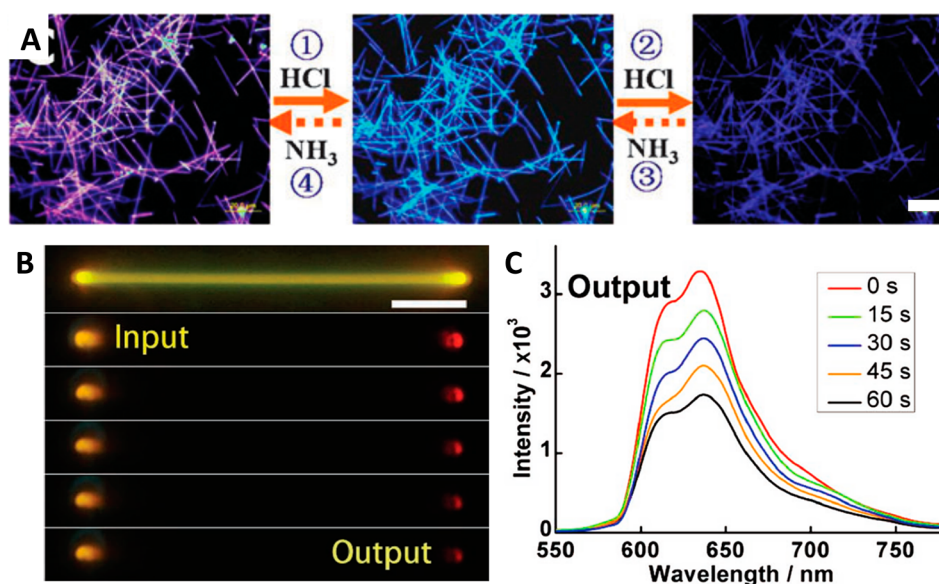 A
①
HCl
NH3
④
②
HCl
NH3
③
B
Input
Output
C
Output
Intensity / x10³
3
2
1
0
0 s
15 s
30 s
45 s
60 s
550 600 650 700 750
Wavelength / nm